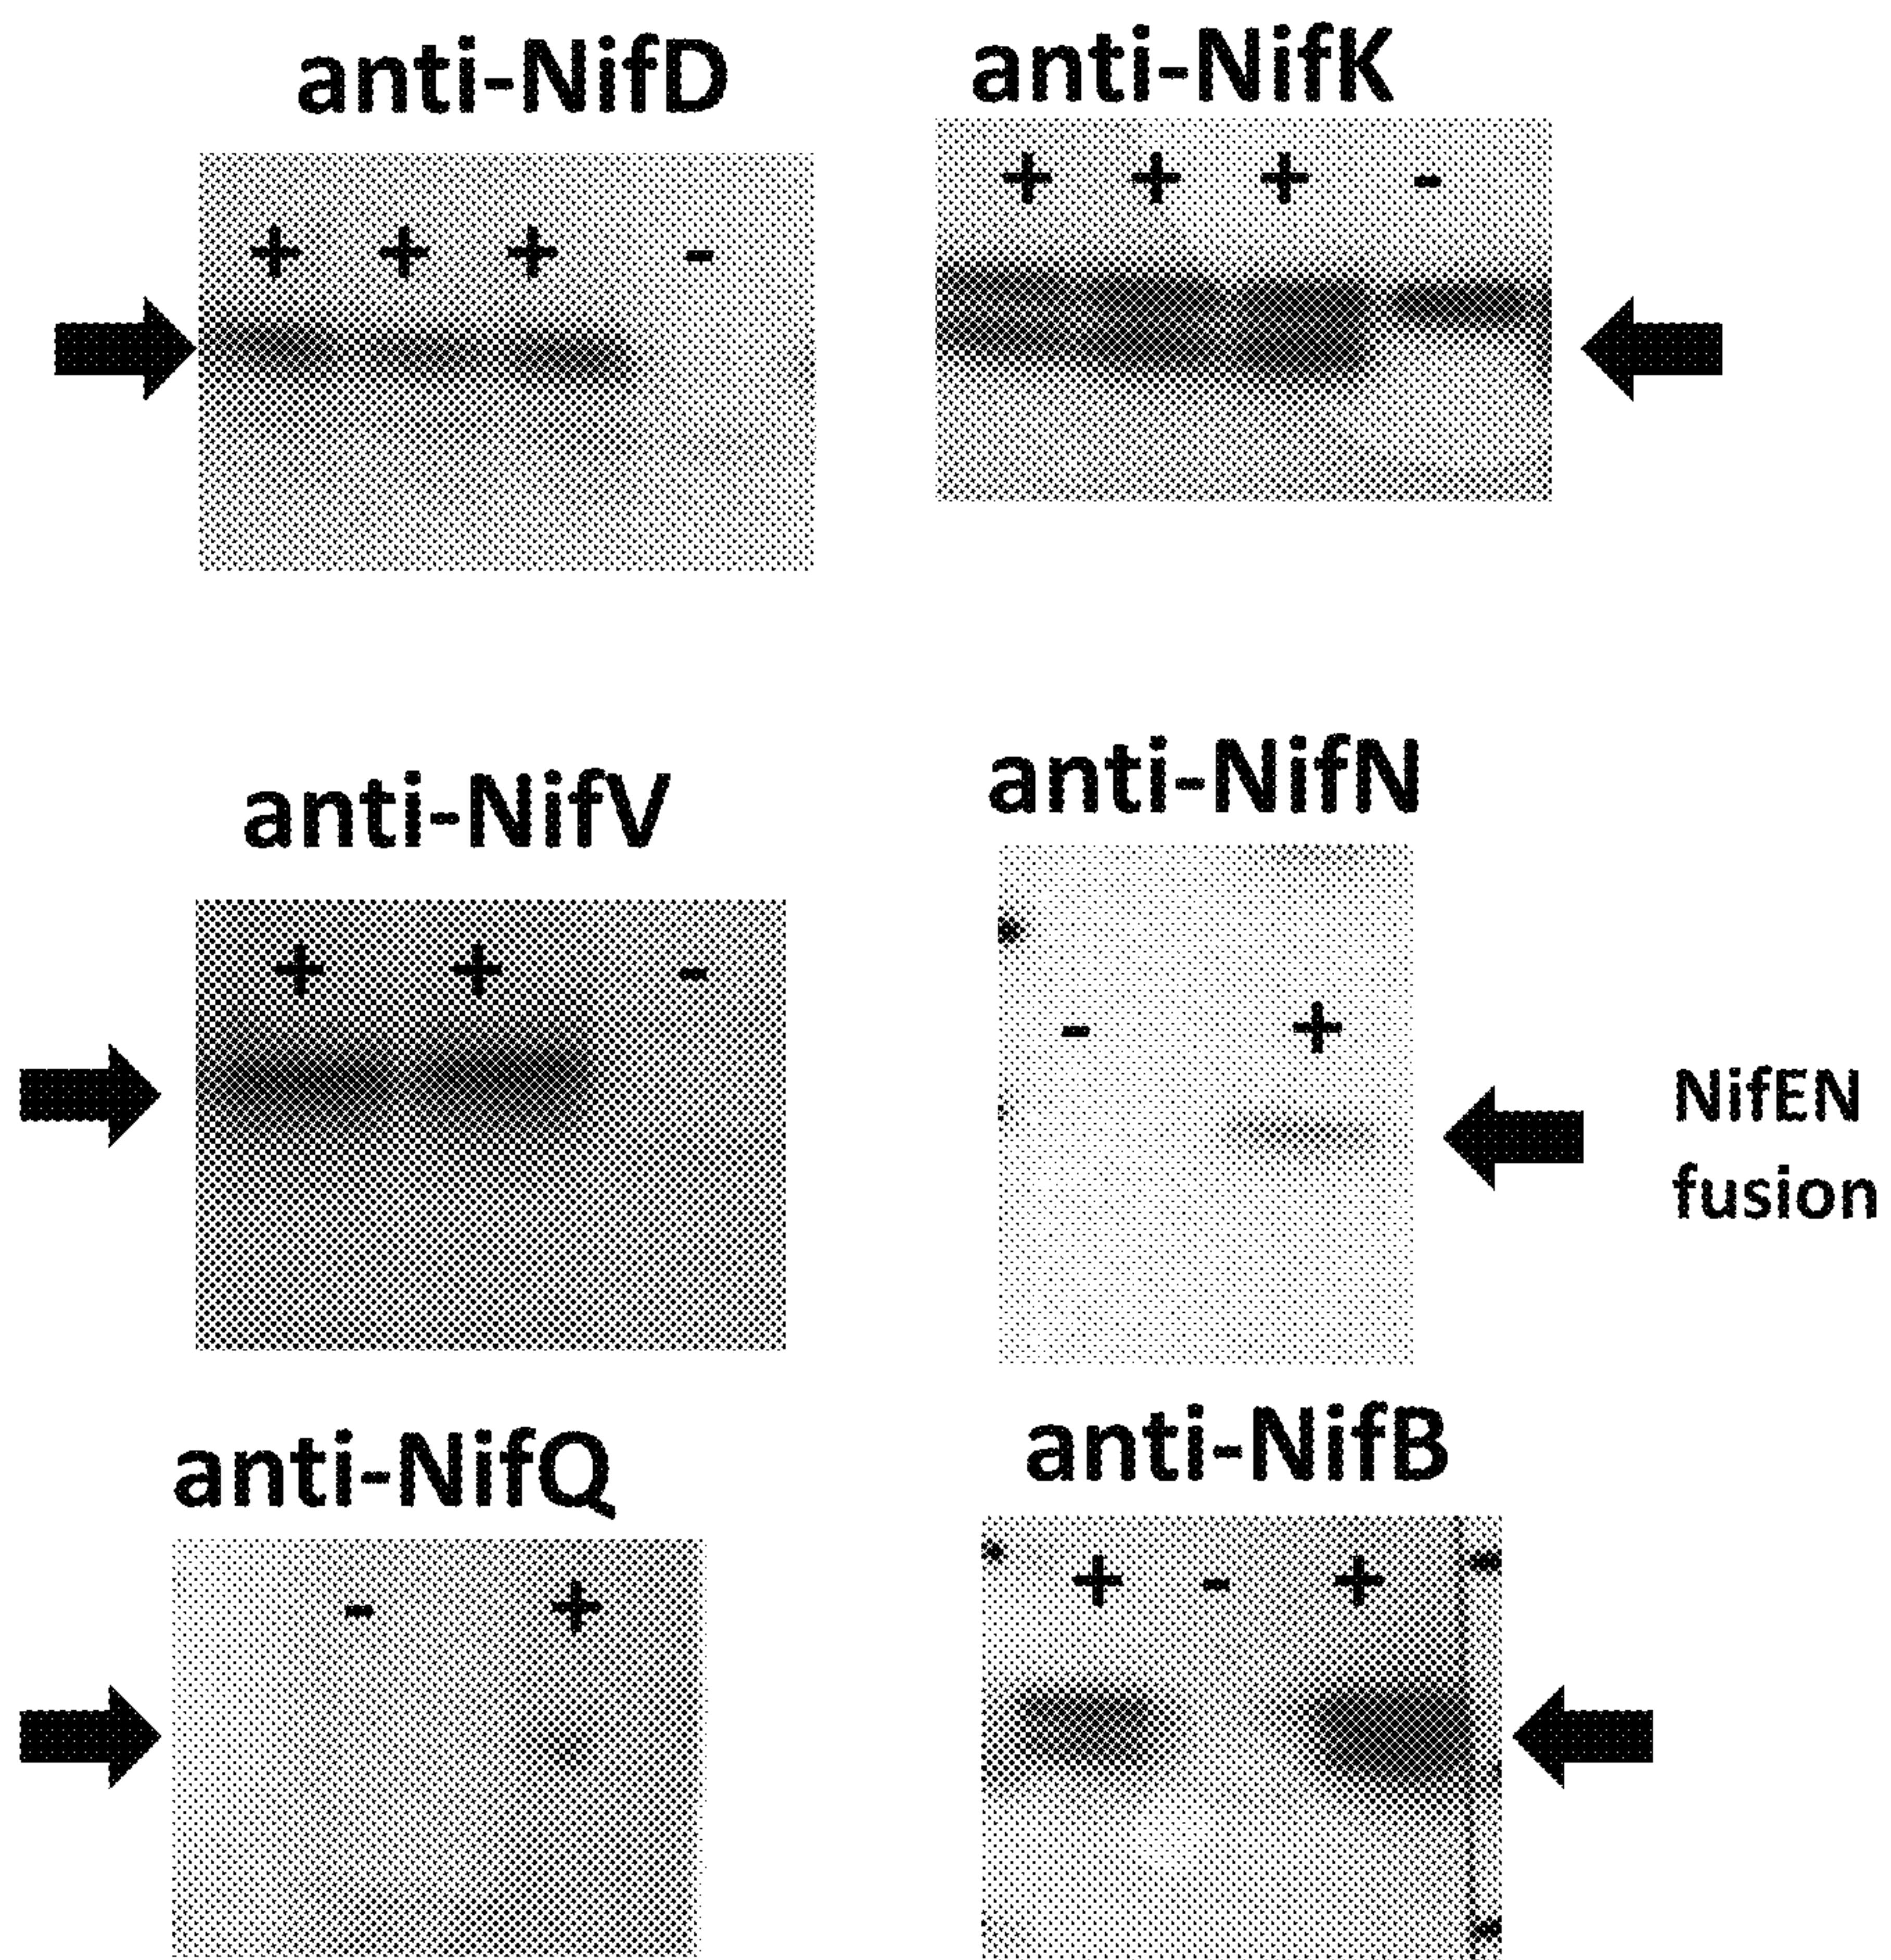 anti-NifD
anti-NifK
+ + + -
+ + + -
anti-NifV
anti-NifN
+ + -
- +
NifEN
fusion
anti-NifQ
anti-NifB
- +
+ - +